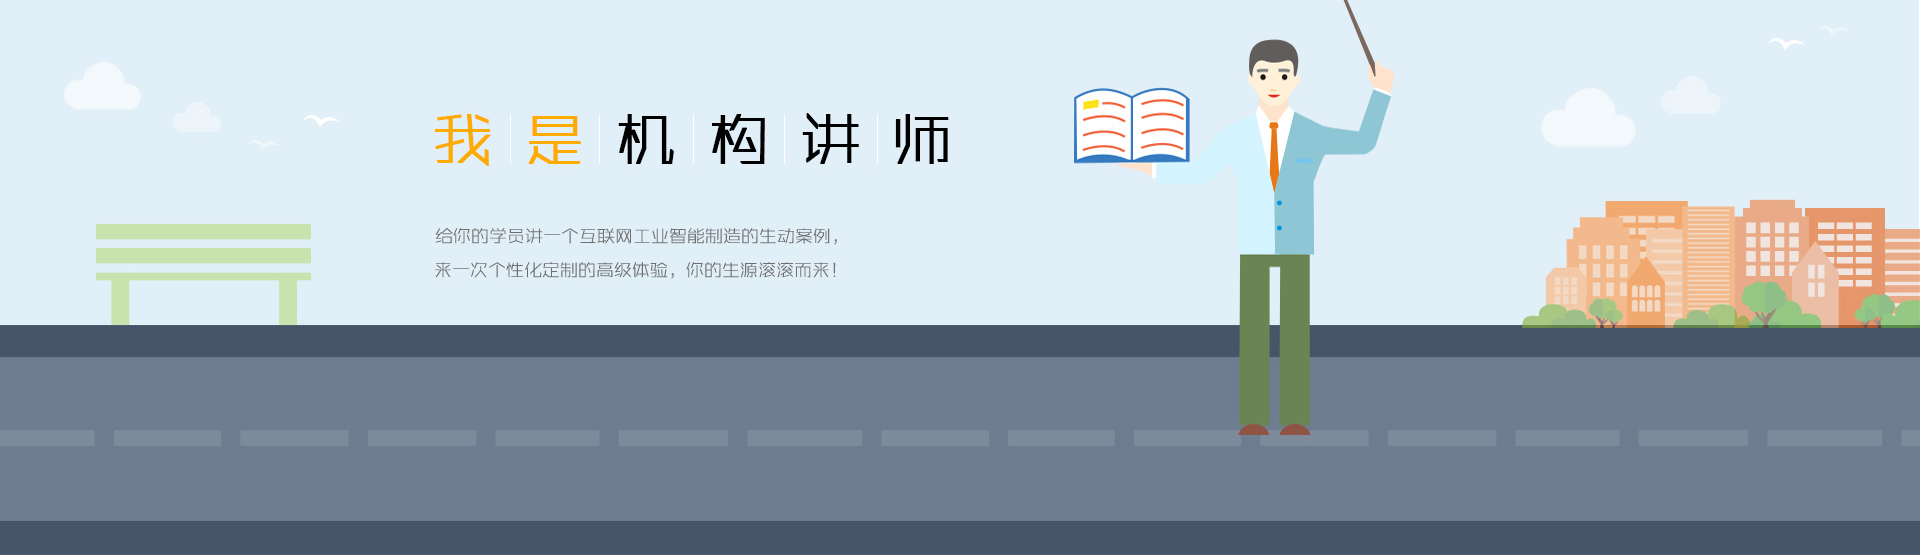 我是机构讲师
给你的学员讲一个互联网工业智能制造的生动案例，
来一次个性化定制的高级体验，你的生源滚滚而来！